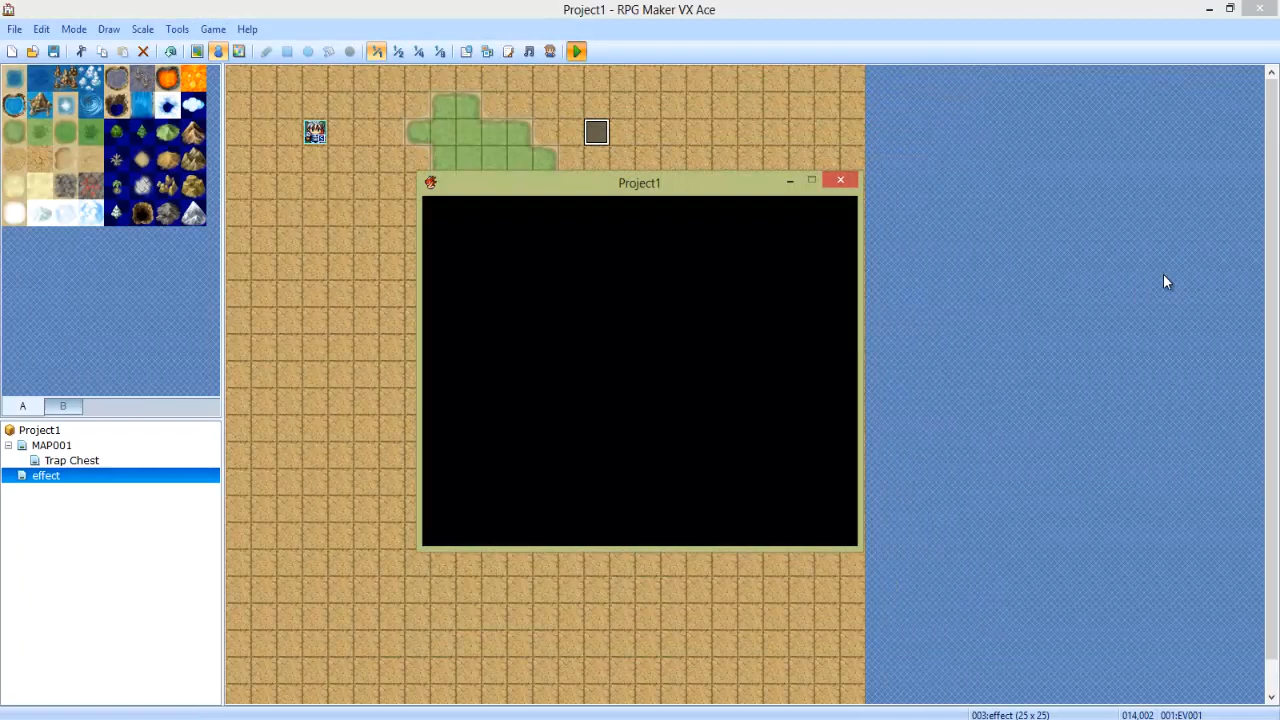 Project1 - RPG Maker VX Ace
File Edit Mode Draw Scale Tools Game Help
Project1
A B
Project1
MAP001
Trap Chest
effect
003:effect (25 x 25) 014,002 001:EV001